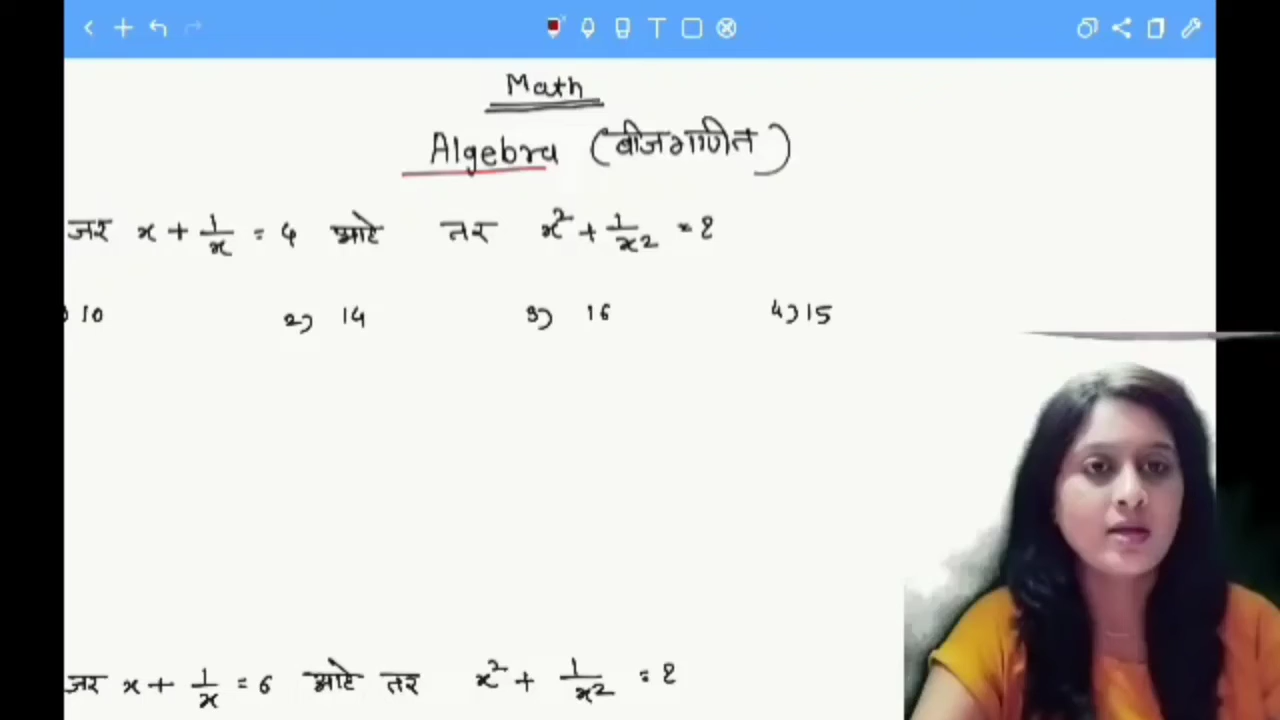 Math
Algebra (बीजगणित)
जर x + 1/x = 4 आहे तर x² + 1/x² = ?
10 2) 14 3) 16 4) 15
जर x + 1/x = 6 आहे तर x² + 1/x² = ?